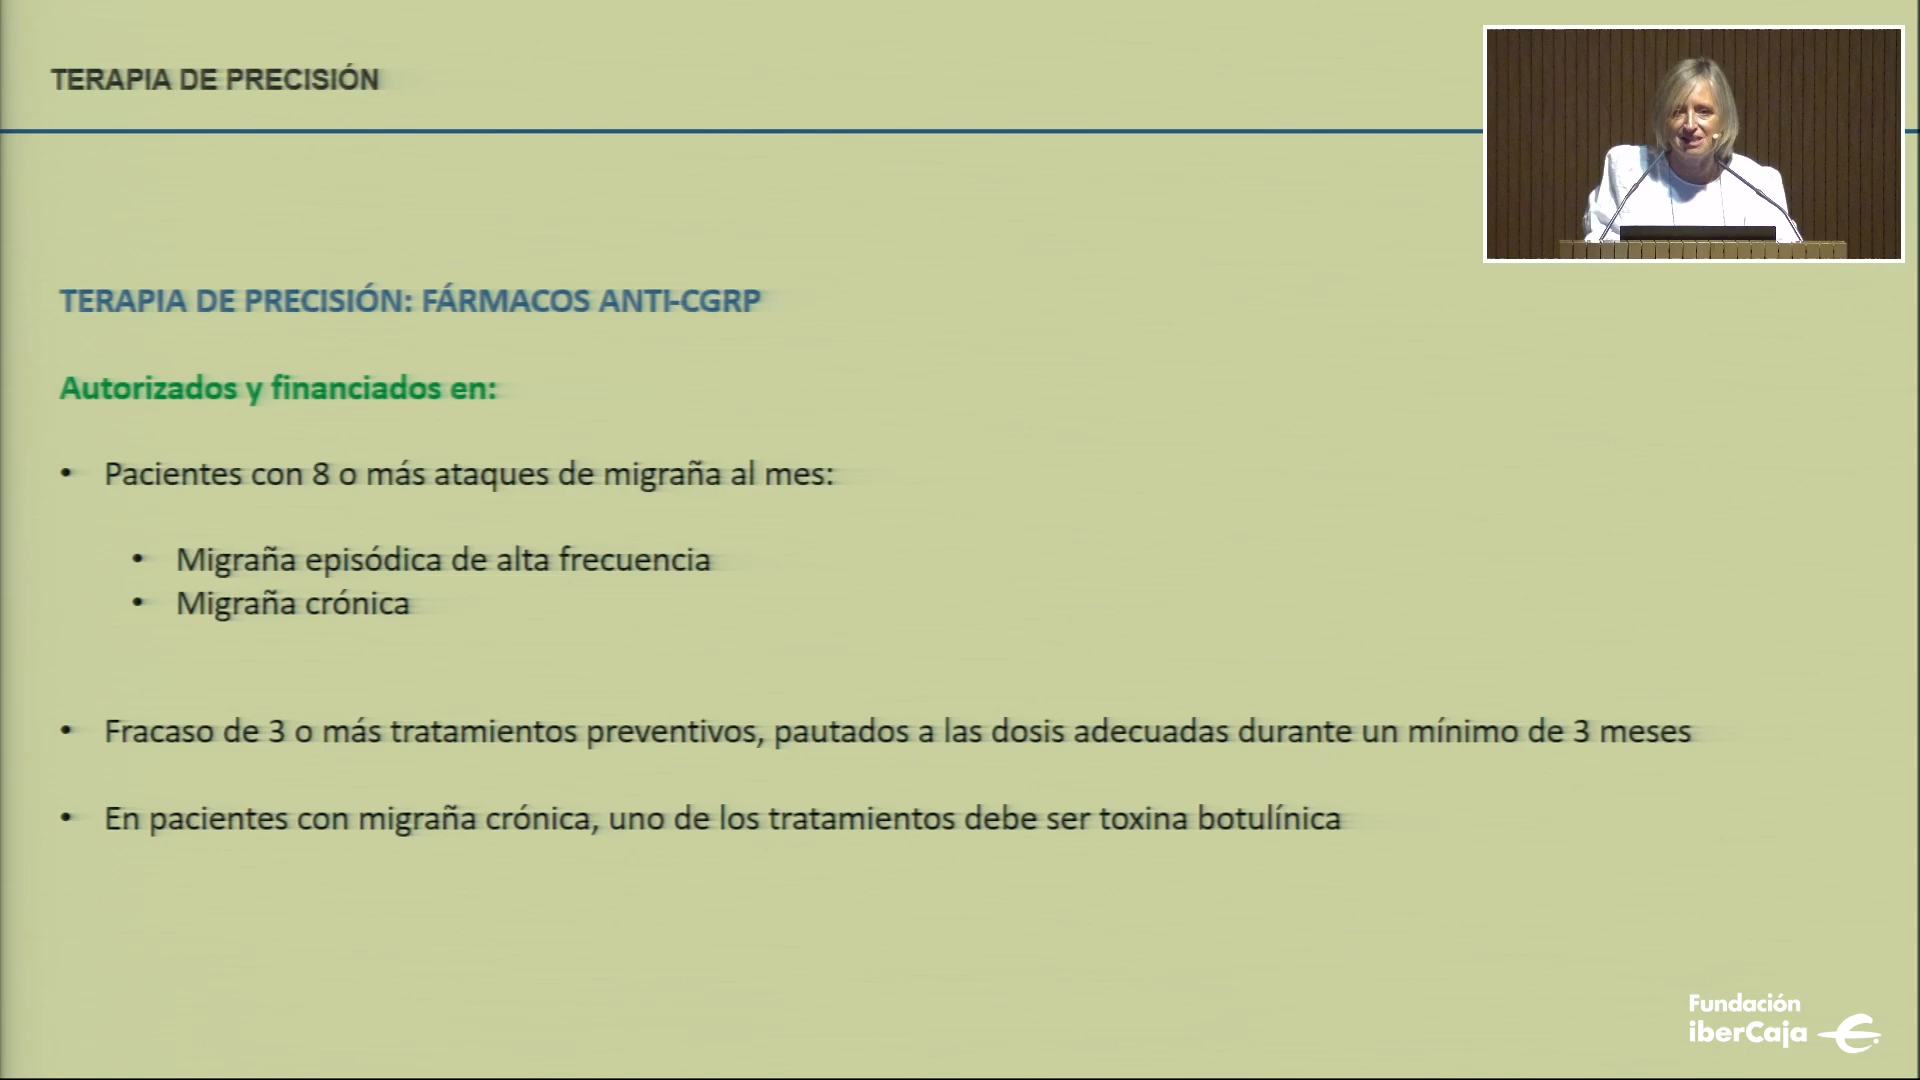 TERAPIA DE PRECISIÓN
TERAPIA DE PRECISIÓN: FÁRMACOS ANTI-CGRP
Autorizados y financiados en:
• Pacientes con 8 o más ataques de migraña al mes:
• Migraña episódica de alta frecuencia
• Migraña crónica
• Fracaso de 3 o más tratamientos preventivos, pautados a las dosis adecuadas durante un mínimo de 3 meses
• En pacientes con migraña crónica, uno de los tratamientos debe ser toxina botulínica
Fundación
iberCaja